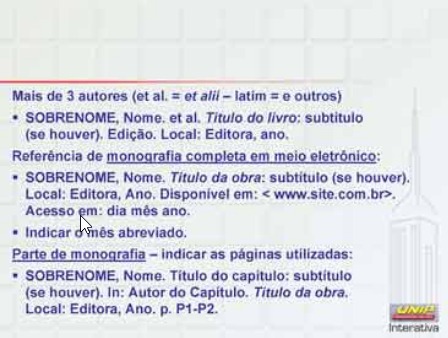 Mais de 3 autores (et al. = et alii – latim = e outros)
▪ SOBRENOME, Nome. et al. Título do livro: subtítulo
(se houver). Edição. Local: Editora, ano.
Referência de monografia completa em meio eletrônico:
▪ SOBRENOME, Nome. Título da obra: subtítulo (se houver).
Local: Editora, Ano. Disponível em: < www.site.com.br>.
Acesso em: dia mês ano.
▪ Indicar o mês abreviado.
Parte de monografia – indicar as páginas utilizadas:
▪ SOBRENOME, Nome. Título do capítulo: subtítulo
(se houver). In: Autor do Capítulo. Título da obra.
Local: Editora, Ano. p. P1-P2.
UNIP
Interativa